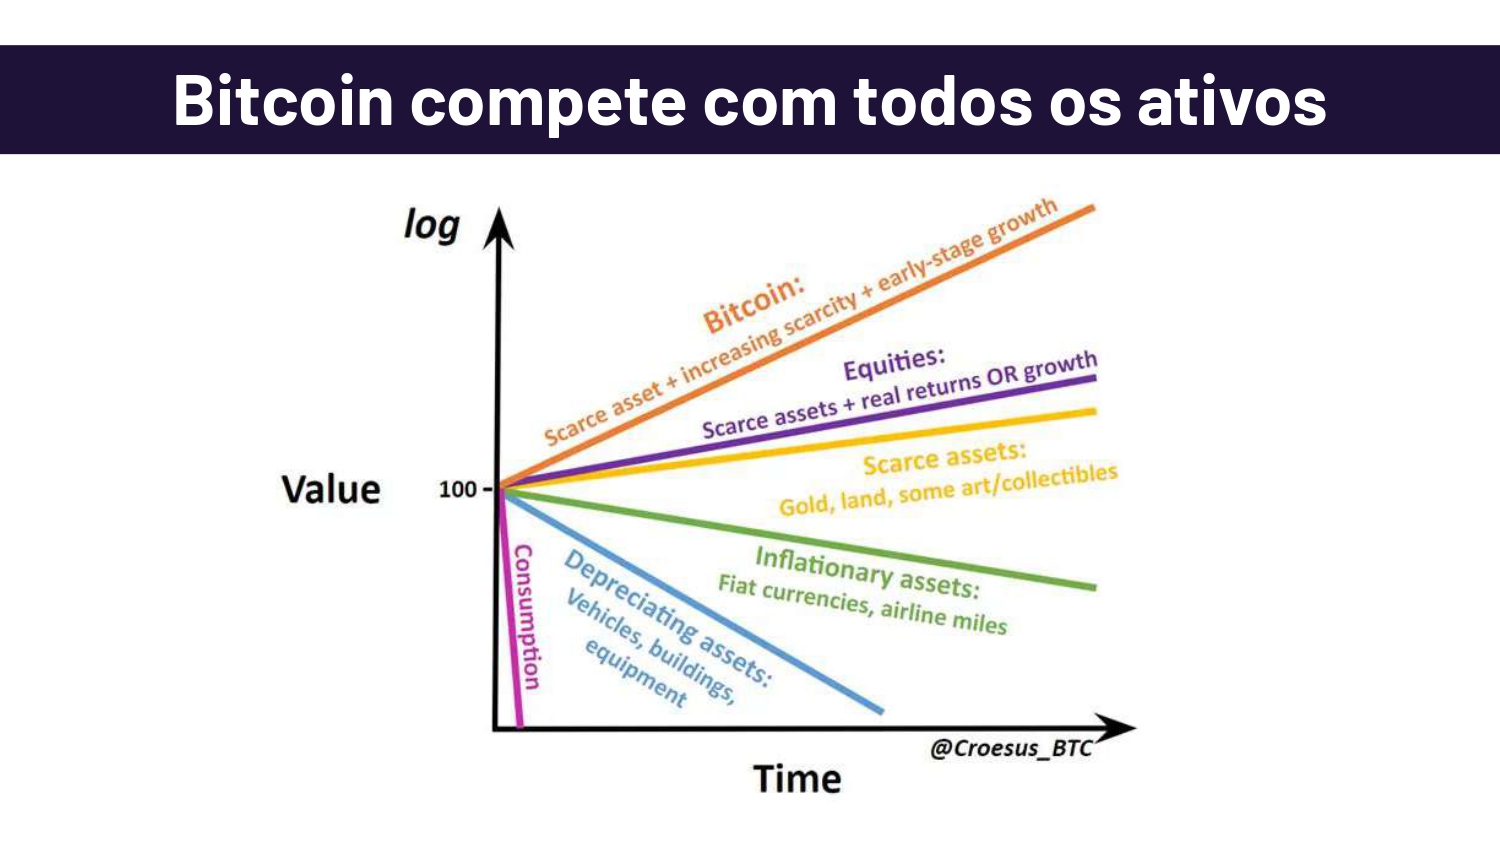 Bitcoin compete com todos os ativos
log
Bitcoin:
Scarce asset + increasing scarcity + early-stage growth
Equities:
Scarce assets + real returns OR growth
Scarce assets:
Gold, land, some art/collectibles
Value
100
Inflationary assets:
Fiat currencies, airline miles
Depreciating assets:
Vehicles, buildings,
equipment
Consumption
@Croesus_BTC
Time